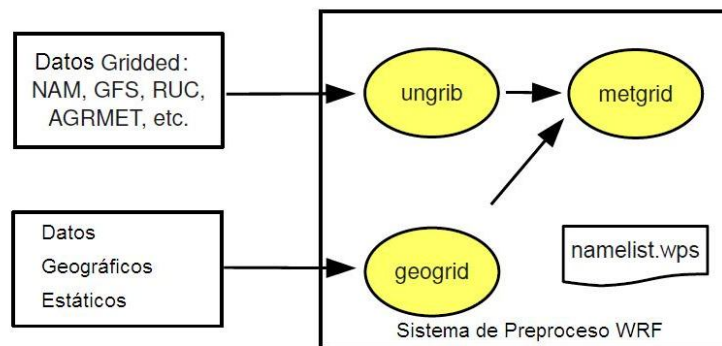 Datos Gridded:
NAM, GFS, RUC,
AGRMET, etc.
ungrib
metgrid
Datos
Geográficos
Estáticos
geogrid
namelist.wps
Sistema de Preproceso WRF